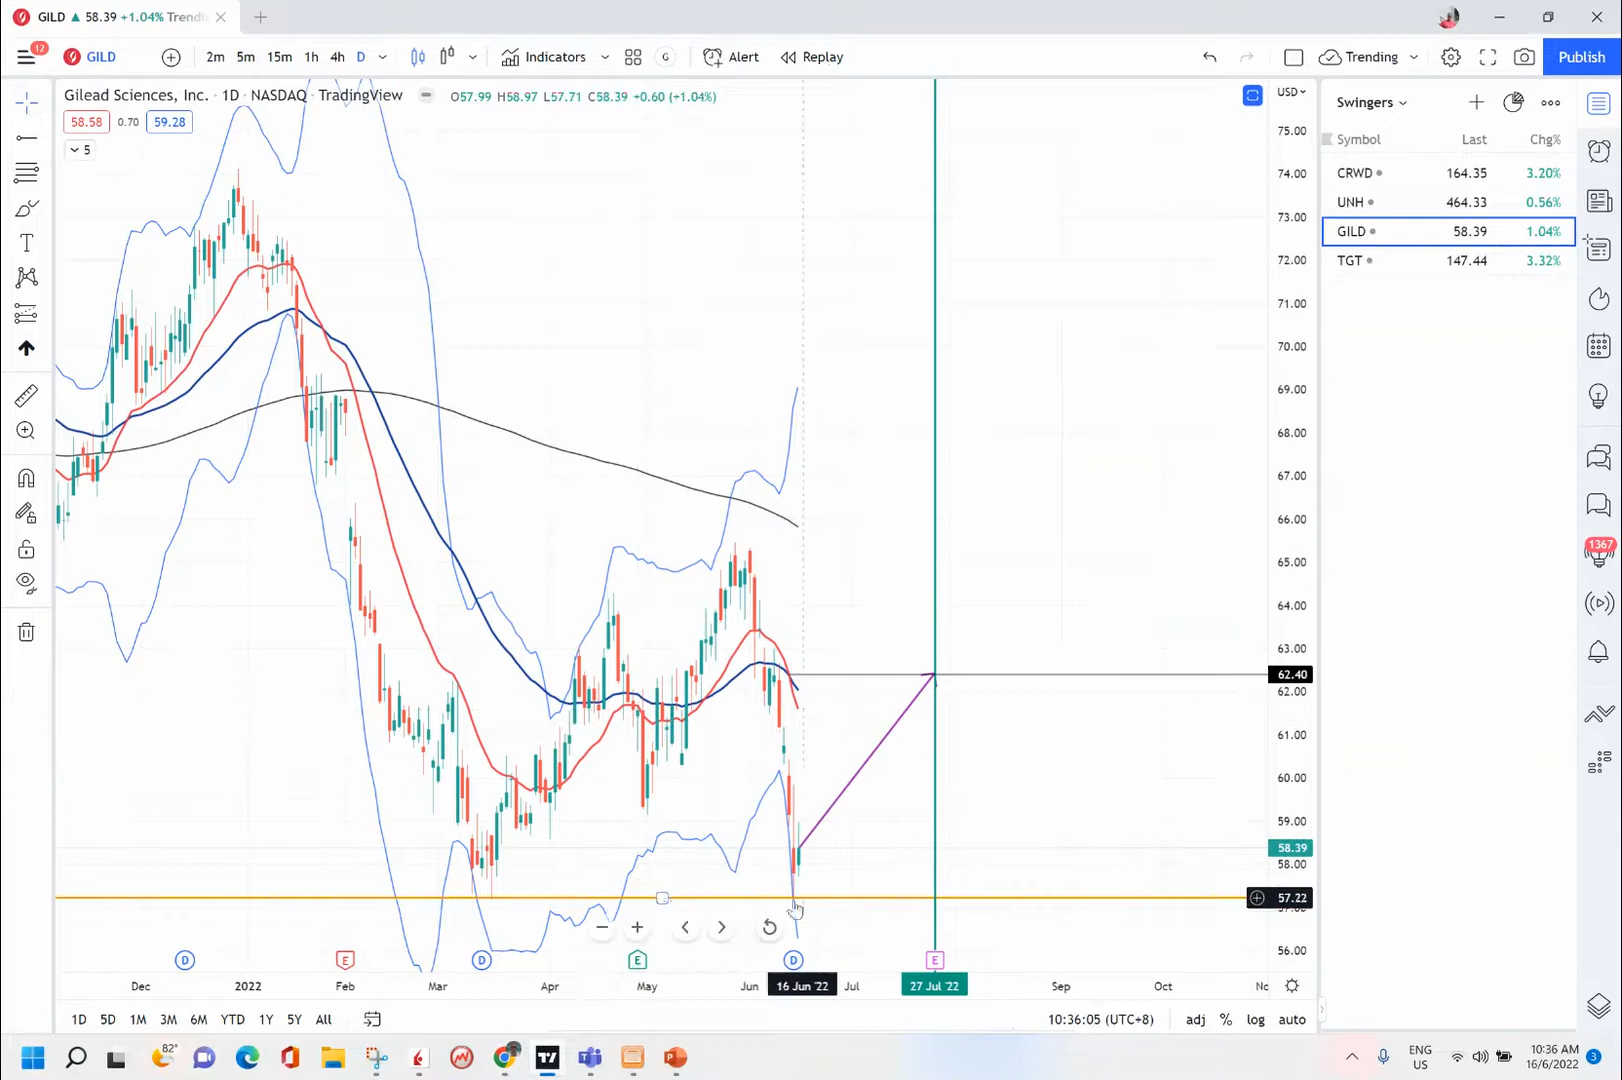 GILD ▲ 58.39 +1.04% Trendi
17 GILD 2m 5m 15m 1h 4h D Indicators G Alert Replay Trending Publish
Gilead Sciences, Inc. · 1D · NASDAQ · TradingView O57.99 H58.97 L57.71 C58.39 +0.60 (+1.04%)
58.58 0.70 59.28
5
USD
75.00
74.00
73.00
72.00
71.00
70.00
69.00
68.00
67.00
66.00
65.00
64.00
63.00
62.40
62.00
61.00
60.00
59.00
58.39
58.00
57.22
56.00
D E D E D E
Dec 2022 Feb Mar Apr May Jun 16 Jun '22 Jul 27 Jul '22 Sep Oct No
1D 5D 1M 3M 6M YTD 1Y 5Y All 10:36:05 (UTC+8) adj % log auto
Swingers
Symbol Last Chg%
CRWD 164.35 3.20%
UNH 464.33 0.56%
GILD 58.39 1.04%
TGT 147.44 3.32%
1367
82°
ENG
US
10:36 AM
16/6/2022
3